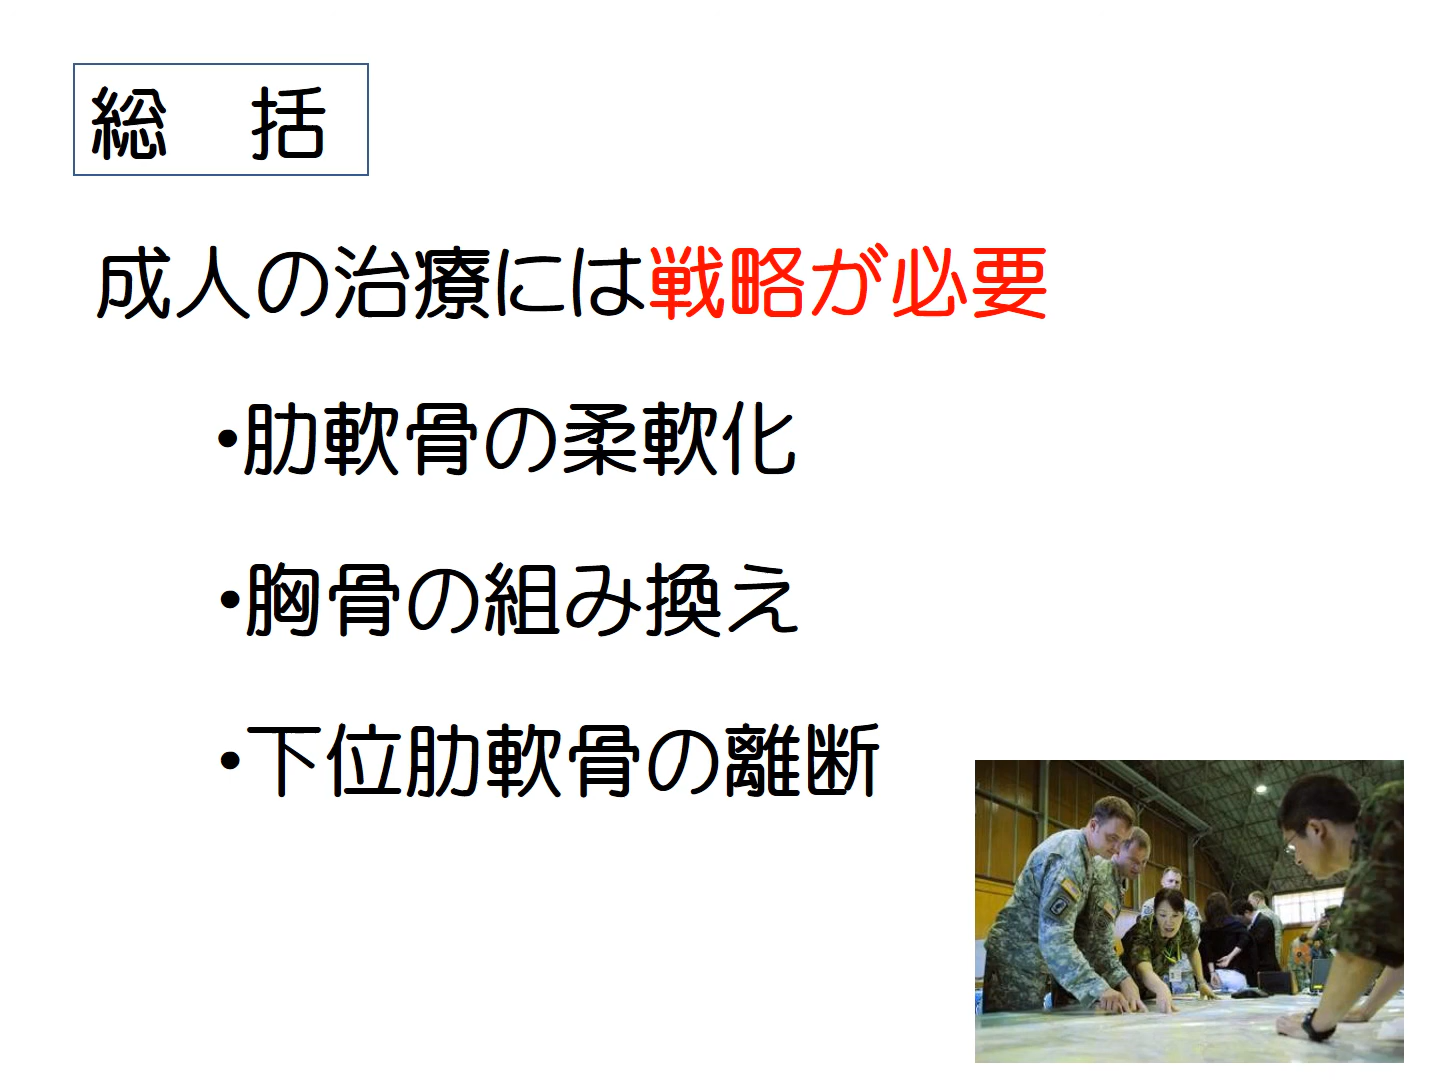 総　括
成人の治療には戦略が必要
•肋軟骨の柔軟化
•胸骨の組み換え
•下位肋軟骨の離断